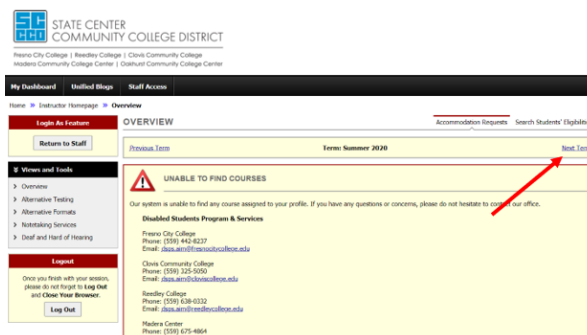 SCCCD STATE CENTER
COMMUNITY COLLEGE DISTRICT
Fresno City College | Reedley College | Clovis Community College
Madera Community College Center | Oakhurst Community College Center
My Dashboard Unified Blogs Staff Access
Home » Instructor Homepage » Overview
Login As Feature
Return to Staff
OVERVIEW
Accommodation Requests Search Students' Eligibilit
Previous Term Term: Summer 2020 Next Ter
Views and Tools
Overview
Alternative Testing
Alternative Formats
Notetaking Services
Deaf and Hard of Hearing
Logout
Once you finish with your session,
please do not forget to Log Out
and Close Your Browser.
Log Out
UNABLE TO FIND COURSES
Our system is unable to find any course assigned to your profile. If you have any questions or concerns, please do not hesitate to contact our office.
Disabled Students Program & Services
Fresno City College
Phone: (559) 442-8237
Email: dsps.aim@fresnocitycollege.edu
Clovis Community College
Phone: (559) 325-5050
Email: dsps.aim@cloviscollege.edu
Reedley College
Phone: (559) 638-0332
Email: dsps.aim@reedleycollege.edu
Madera Center
Phone: (559) 675-4864